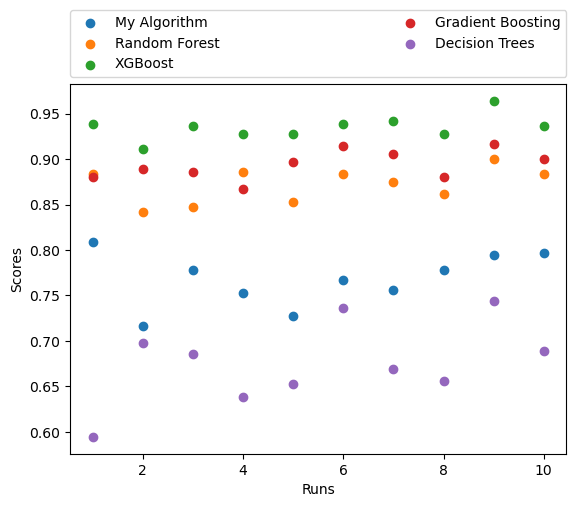 My Algorithm
Random Forest
XGBoost
Gradient Boosting
Decision Trees
0.95
0.90
0.85
0.80
0.75
0.70
0.65
0.60
Scores
2 4 6 8 10
Runs